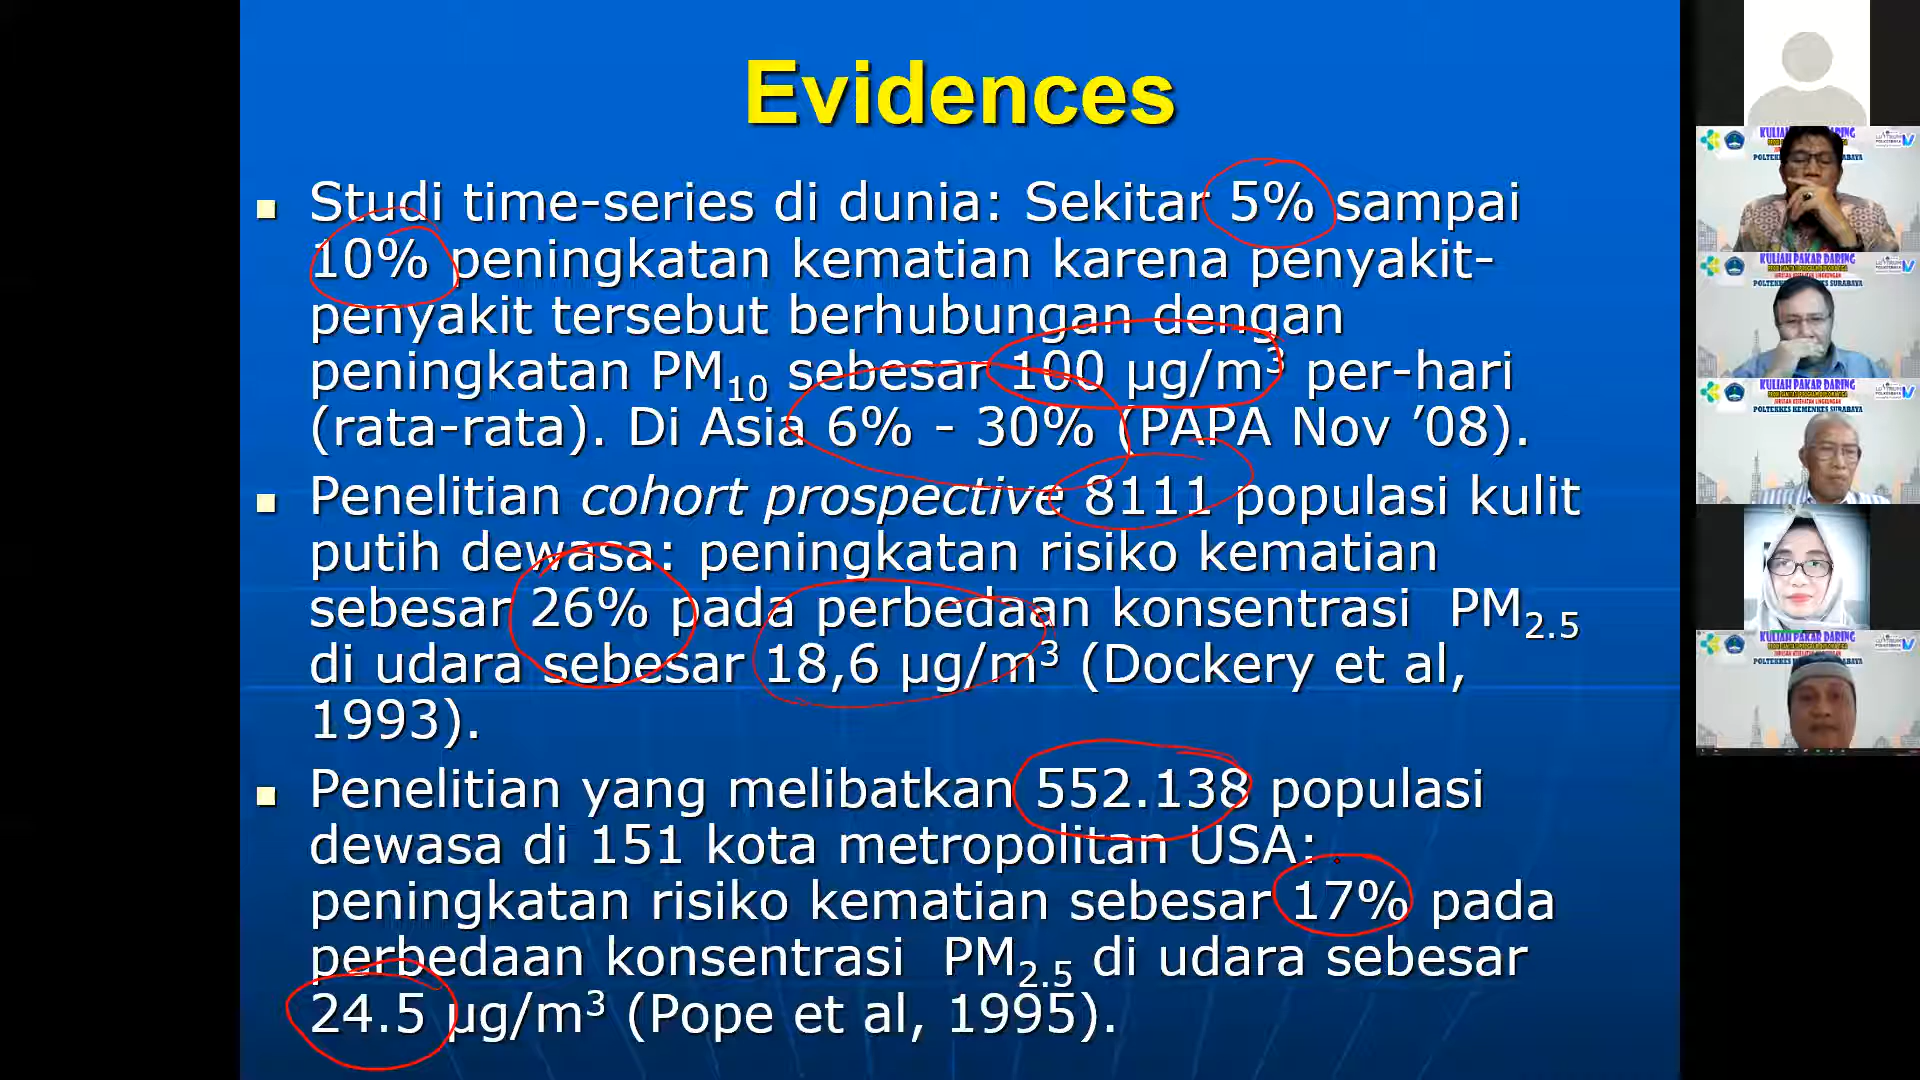 Evidences
Studi time-series di dunia: Sekitar 5% sampai
10% peningkatan kematian karena penyakit-
penyakit tersebut berhubungan dengan
peningkatan PM10 sebesar 100 µg/m³ per-hari
(rata-rata). Di Asia 6% - 30% (PAPA Nov ’08).
Penelitian cohort prospective 8111 populasi kulit
putih dewasa: peningkatan risiko kematian
sebesar 26% pada perbedaan konsentrasi PM2.5
di udara sebesar 18,6 µg/m³ (Dockery et al,
1993).
Penelitian yang melibatkan 552.138 populasi
dewasa di 151 kota metropolitan USA:
peningkatan risiko kematian sebesar 17% pada
perbedaan konsentrasi PM2.5 di udara sebesar
24.5 µg/m³ (Pope et al, 1995).
KULIAH PAKAR DARING
POLTEKKES KEMENKES SURABAYA